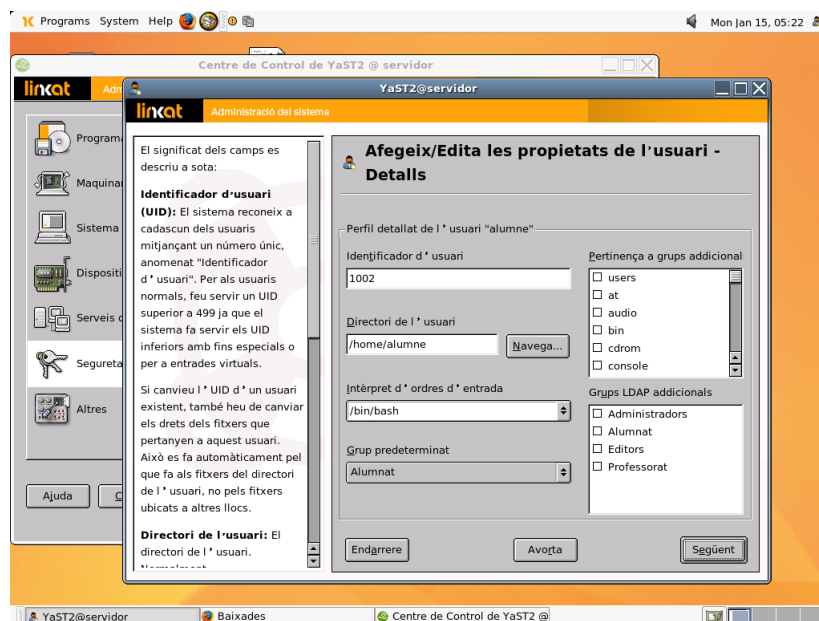 Programs System Help
Mon Jan 15, 05:22
Centre de Control de YaST2 @ servidor
linkat
YaST2@servidor
linkat
Administració del sistema
Maquina
Sistema
Serveis
Altres
Ajuda
El significat dels camps es
descriu a sota:
Identificador d'usuari
(UID): El sistema reconeix a
cadascun dels usuaris
mitjançant un número únic,
anomenat "Identificador
d'usuari". Per als usuaris
normals, feu servir un UID
superior a 499 ja que el
sistema fa servir els UID
inferiors amb fins especials o
per a entrades virtuals.
Si canvieu l'UID d'un usuari
existent, també heu de canviar
els drets dels fitxers que
pertanyen a aquest usuari.
Això es fa automàticament pel
que fa als fitxers del directori
de l'usuari, no pels fitxers
ubicats a altres llocs.
Directori de l'usuari: El
directori de l'usuari.
Afegeix/Edita les propietats de l'usuari -
Detalls
Perfil detallat de l'usuari "alumne"
Identificador d'usuari
1002
Directori de l'usuari
/home/alumne
Navega...
Intèrpret d'ordres d'entrada
/bin/bash
Grup predeterminat
Alumnat
Pertinença a grups addicional
users
at
audio
bin
cdrom
console
Grups LDAP addicionals
Administradors
Alumnat
Editors
Professorat
Endarrere
Avorta
Següent
YaST2@servidor
Baixades
Centre de Control de YaST2 @